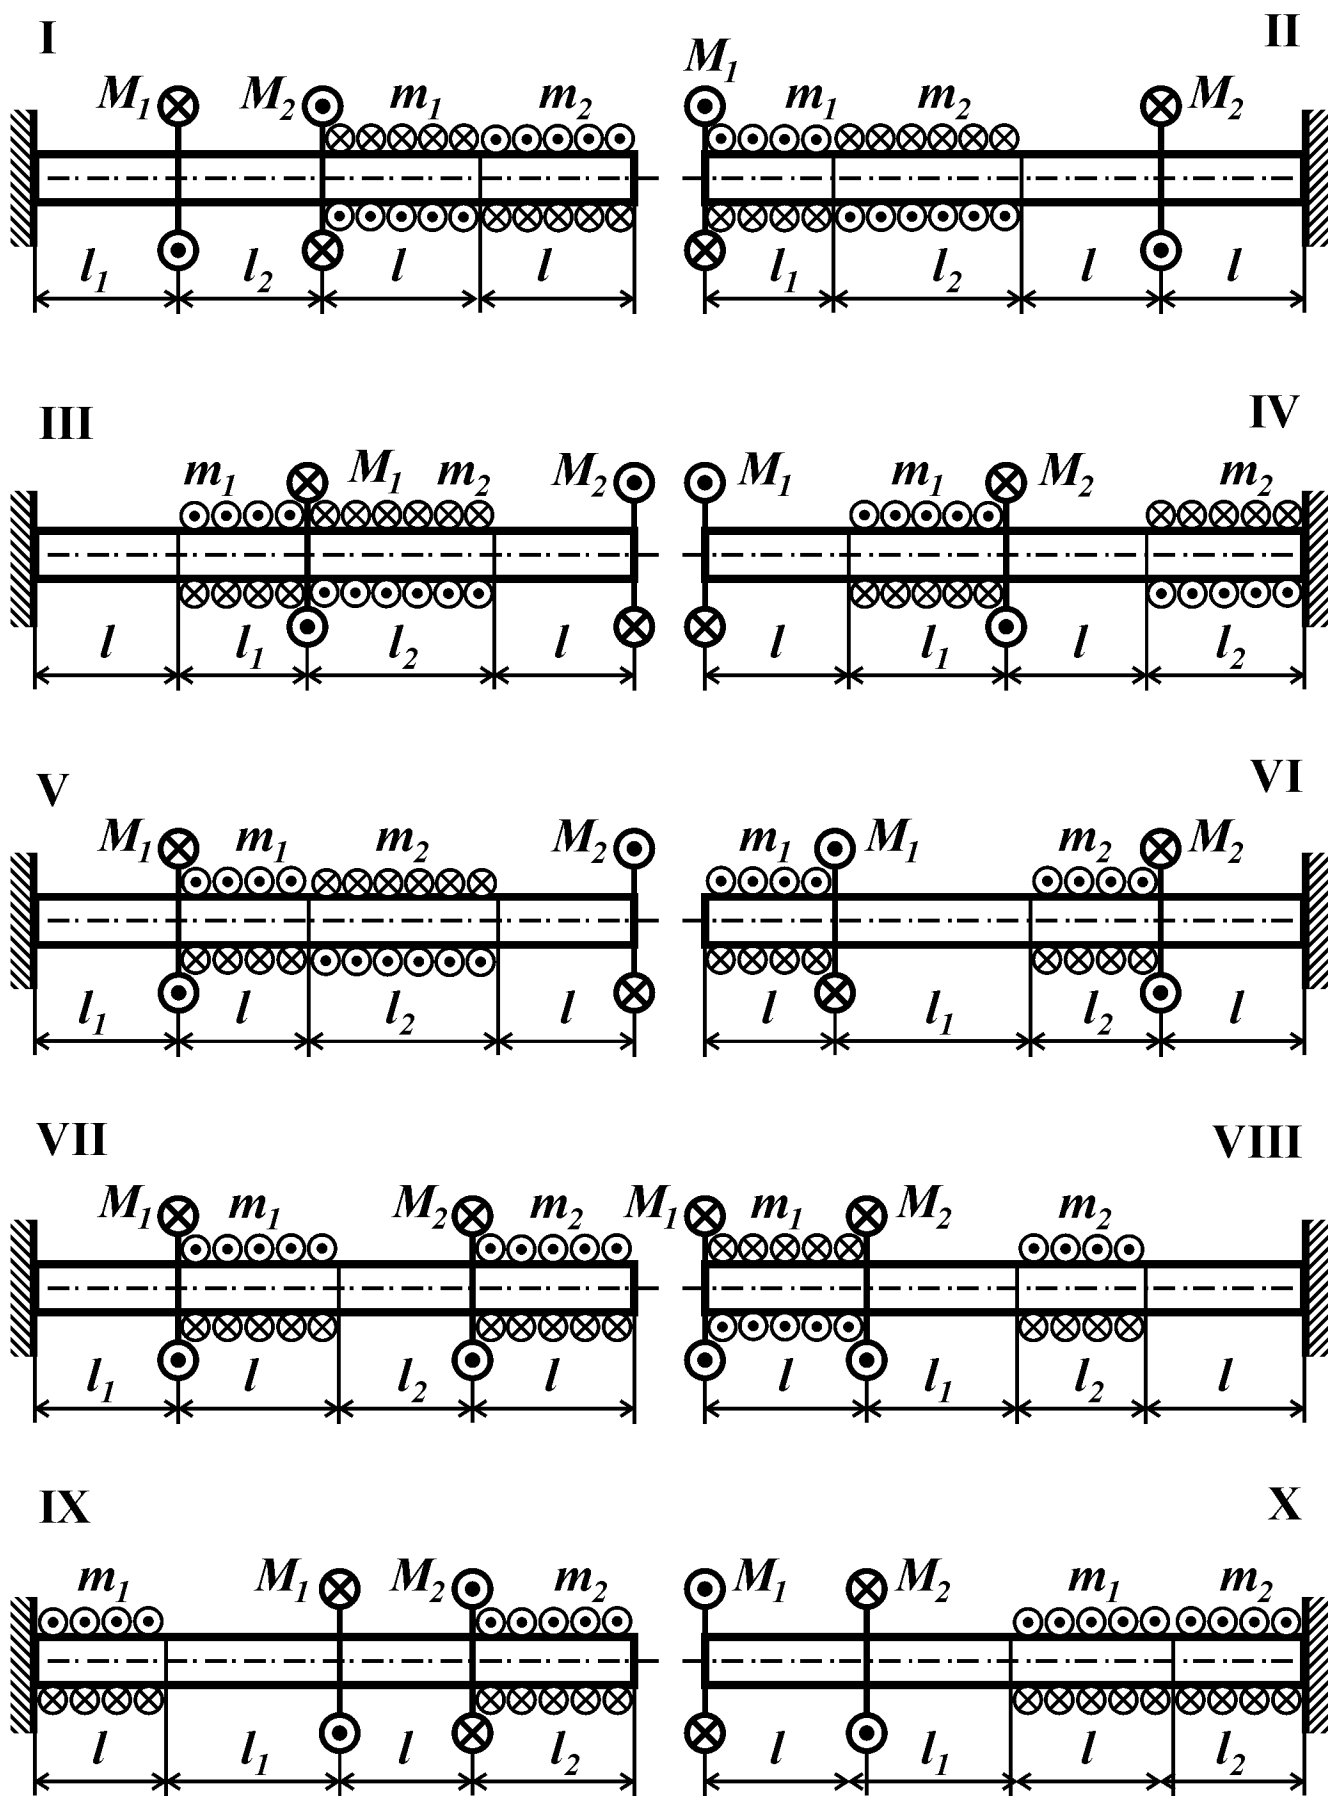 I II
M1 M2 m1 m2 M1 m1 m2 M2
l1 l2 l l l1 l2 l l
III IV
m1 M1 m2 M2 M1 m1 M2 m2
l l1 l2 l l l1 l l2
V VI
M1 m1 m2 M2 m1 M1 m2 M2
l1 l l2 l l l1 l2 l
VII VIII
M1 m1 M2 m2 M1 m1 M2 m2
l1 l l2 l l l1 l2 l
IX X
m1 M1 M2 m2 M1 M2 m1 m2
l l1 l l2 l l1 l l2